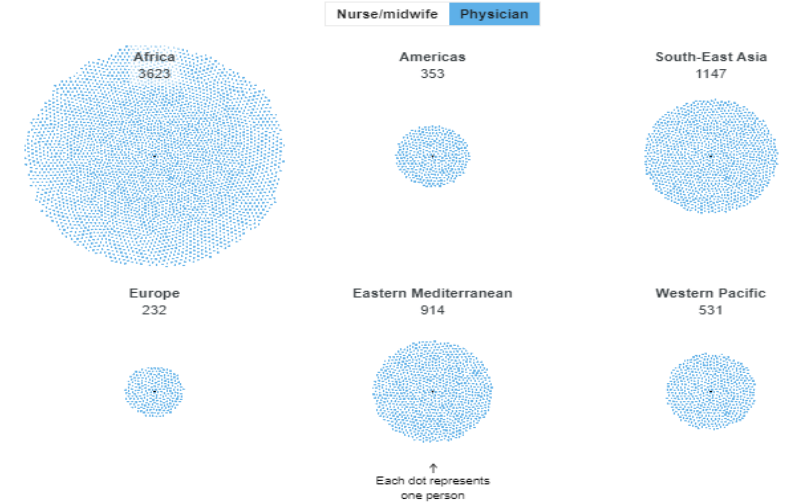 Nurse/midwife Physician
Africa
3623
Americas
353
South-East Asia
1147
Europe
232
Eastern Mediterranean
914
Western Pacific
531
↑
Each dot represents
one person